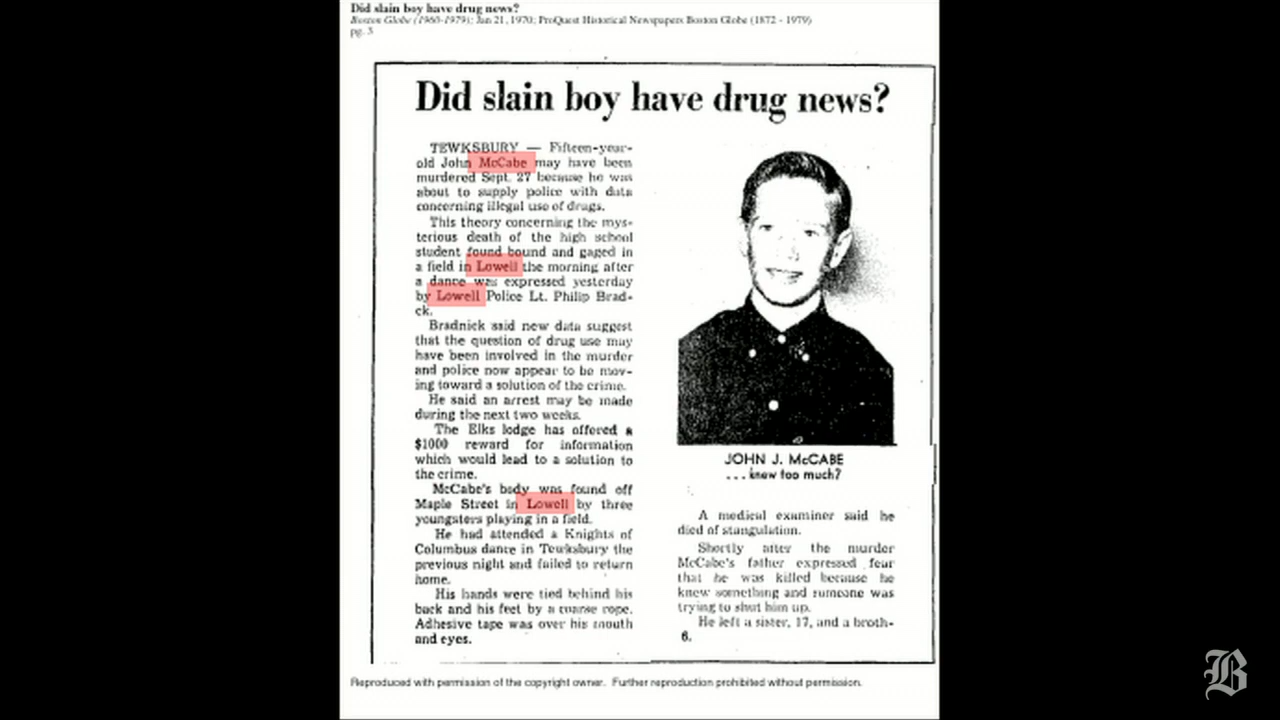 Did slain boy have drug news?
Boston Globe (1960-1979); Jan 21, 1970; ProQuest Historical Newspapers Boston Globe (1872 - 1979)
pg. 3
Did slain boy have drug news?
TEWKSBURY — Fifteen-year-
old John McCabe may have been
murdered Sept. 27 because he was
about to supply police with data
concerning illegal use of drugs.
This theory concerning the mys-
terious death of the high school
student found bound and gaged in
a field in Lowell the morning after
a dance was expressed yesterday
by Lowell Police Lt. Philip Brad-
ck.
Bradnick said new data suggest
that the question of drug use may
have been involved in the murder
and police now appear to be mov-
ing toward a solution of the crime.
He said an arrest may be made
during the next two weeks.
The Elks lodge has offered a
$1000 reward for information
which would lead to a solution to
the crime.
McCabe's body was found off
Maple Street in Lowell by three
youngsters playing in a field.
He had attended a Knights of
Columbus dance in Tewksbury the
previous night and failed to return
home.
His hands were tied behind his
back and his feet by a coarse rope.
Adhesive tape was over his mouth
and eyes.
JOHN J. McCABE
. . . knew too much?
A medical examiner said he
died of stangulation.
Shortly after the murder
McCabe's father expressed fear
that he was killed because he
knew something and someone was
trying to shut him up.
He left a sister, 17, and a broth-
6.
Reproduced with permission of the copyright owner. Further reproduction prohibited without permission.
B